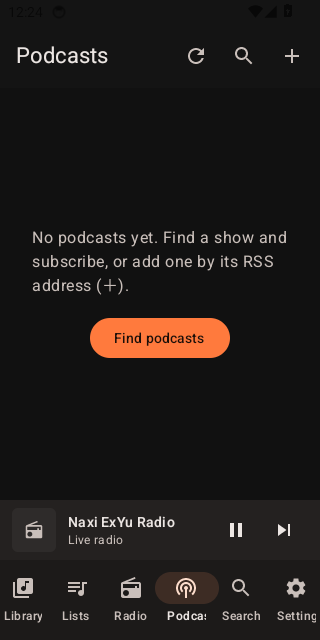 12:24
Podcasts
No podcasts yet. Find a show and
subscribe, or add one by its RSS
address (+).
Find podcasts
Naxi ExYu Radio
Live radio
Library
Lists
Radio
Podcas
Search
Setting